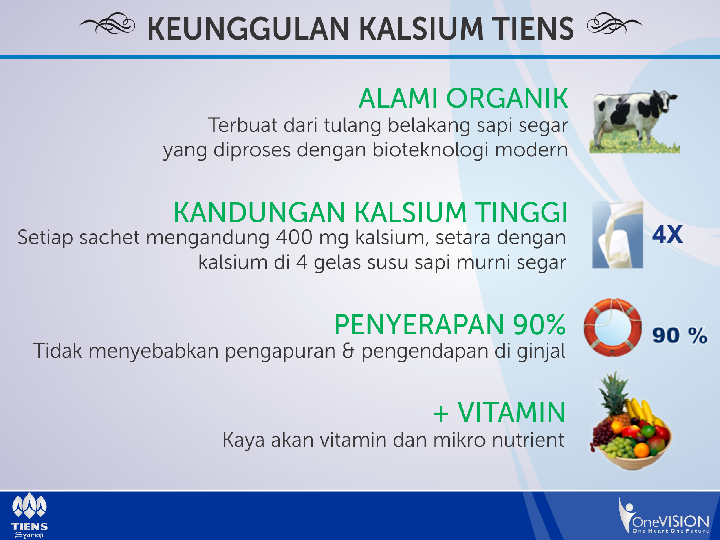 KEUNGGULAN KALSIUM TIENS
ALAMI ORGANIK
Terbuat dari tulang belakang sapi segar
yang diproses dengan bioteknologi modern
KANDUNGAN KALSIUM TINGGI
Setiap sachet mengandung 400 mg kalsium, setara dengan
kalsium di 4 gelas susu sapi murni segar
4X
PENYERAPAN 90%
Tidak menyebabkan pengapuran & pengendapan di ginjal
90 %
+ VITAMIN
Kaya akan vitamin dan mikro nutrient
TIENS
Syariah
OneVISION
One Heart One Future